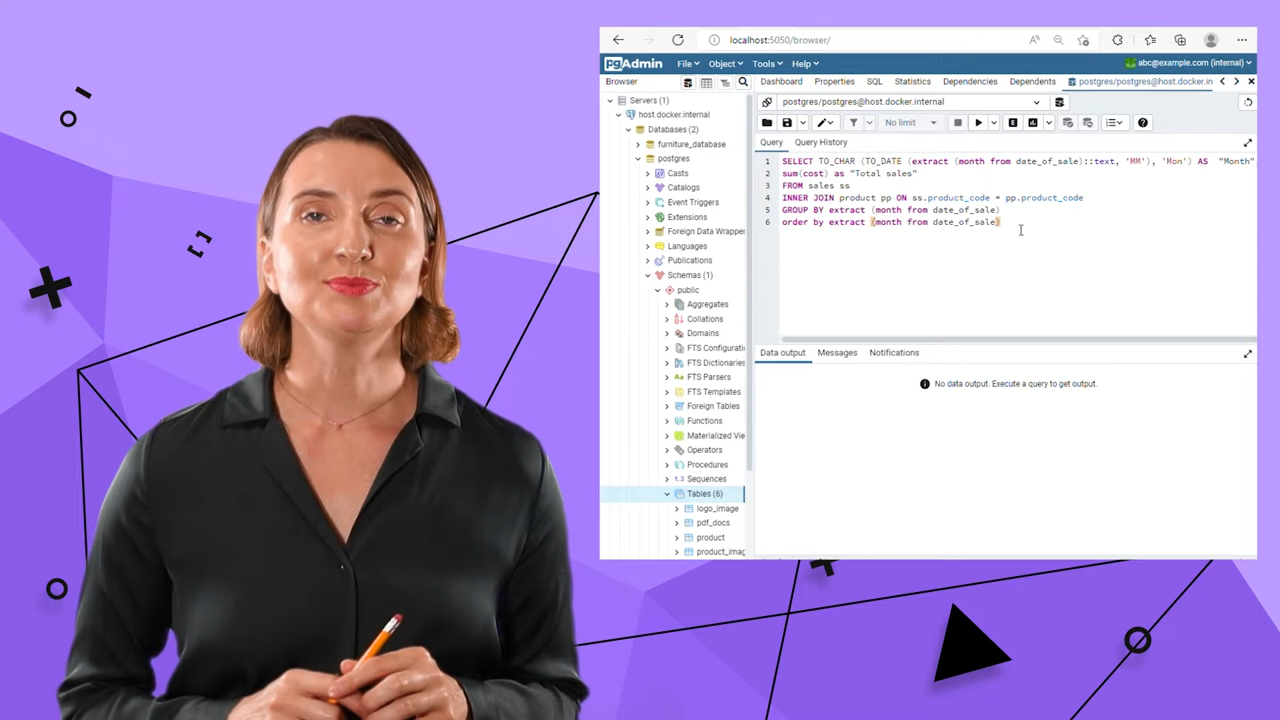 localhost:5050/browser/
pgAdmin File Object Tools Help abc@example.com (internal)
Browser
Dashboard Properties SQL Statistics Dependencies Dependents postgres/postgres@host.docker.in
Servers (1)
host.docker.internal
Databases (2)
furniture_database
postgres
Casts
Catalogs
Event Triggers
Extensions
Foreign Data Wrapper
Languages
Publications
Schemas (1)
public
Aggregates
Collations
Domains
FTS Configurati
FTS Dictionaries
Aa FTS Parsers
FTS Templates
Foreign Tables
Functions
Materialized Vie
Operators
Procedures
1.3 Sequences
Tables (6)
logo_image
pdf_docs
product
product_imag
postgres/postgres@host.docker.internal
No limit
E
Query Query History
1 SELECT TO_CHAR (TO_DATE (extract (month from date_of_sale)::text, 'MM'), 'Mon') AS "Month"
2 sum(cost) as "Total sales"
3 FROM sales ss
4 INNER JOIN product pp ON ss.product_code = pp.product_code
5 GROUP BY extract (month from date_of_sale)
6 order by extract (month from date_of_sale)
Data output Messages Notifications
No data output. Execute a query to get output.